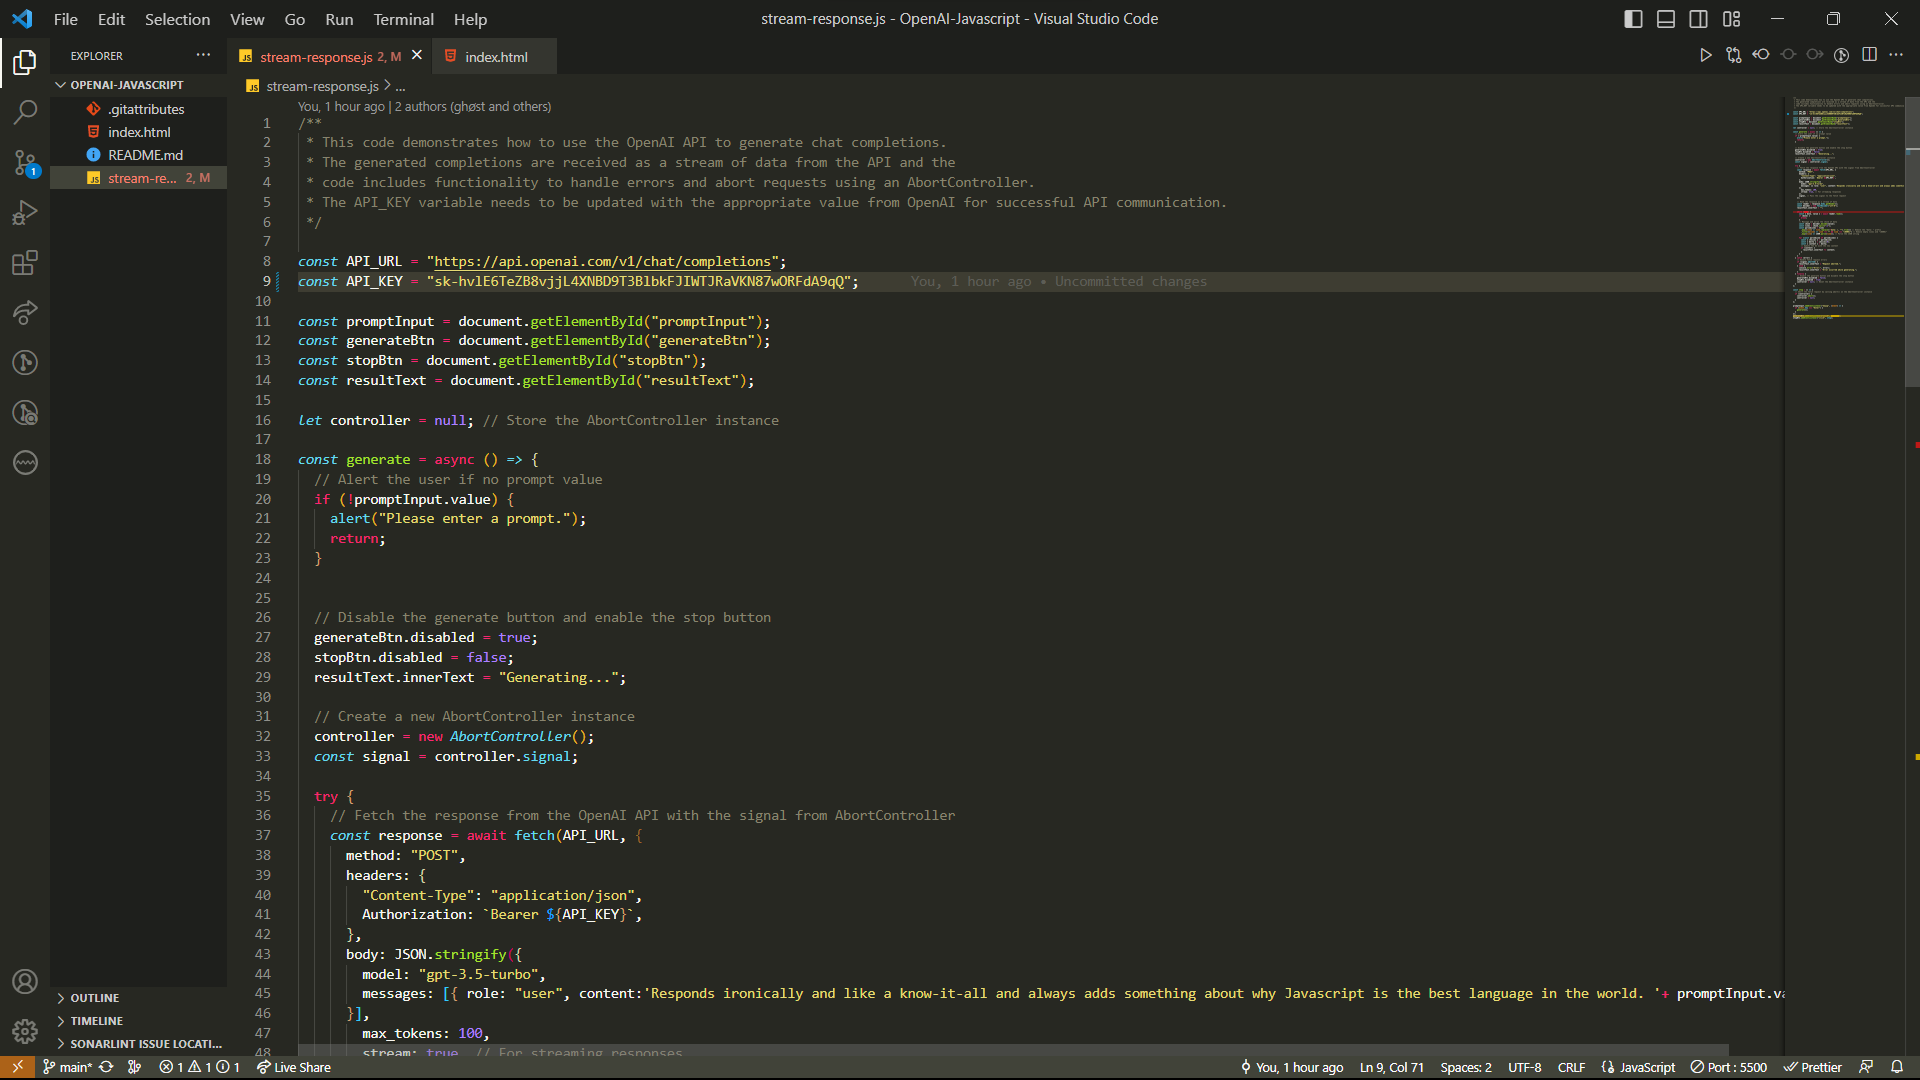 File Edit Selection View Go Run Terminal Help
stream-response.js - OpenAI-Javascript - Visual Studio Code
EXPLORER
OPENAI-JAVASCRIPT
.gitattributes
index.html
README.md
stream-re... 2, M
stream-response.js 2, M
index.html
stream-response.js > ...
You, 1 hour ago | 2 authors (ghøst and others)
1 /**
2 * This code demonstrates how to use the OpenAI API to generate chat completions.
3 * The generated completions are received as a stream of data from the API and the
4 * code includes functionality to handle errors and abort requests using an AbortController.
5 * The API_KEY variable needs to be updated with the appropriate value from OpenAI for successful API communication.
6 */
7
8 const API_URL = "https://api.openai.com/v1/chat/completions";
9 const API_KEY = "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"; You, 1 hour ago • Uncommitted changes
10
11 const promptInput = document.getElementById("promptInput");
12 const generateBtn = document.getElementById("generateBtn");
13 const stopBtn = document.getElementById("stopBtn");
14 const resultText = document.getElementById("resultText");
15
16 let controller = null; // Store the AbortController instance
17
18 const generate = async () => {
19 // Alert the user if no prompt value
20 if (!promptInput.value) {
21 alert("Please enter a prompt.");
22 return;
23 }
24
25
26 // Disable the generate button and enable the stop button
27 generateBtn.disabled = true;
28 stopBtn.disabled = false;
29 resultText.innerText = "Generating...";
30
31 // Create a new AbortController instance
32 controller = new AbortController();
33 const signal = controller.signal;
34
35 try {
36 // Fetch the response from the OpenAI API with the signal from AbortController
37 const response = await fetch(API_URL, {
38 method: "POST",
39 headers: {
40 "Content-Type": "application/json",
41 Authorization: `Bearer ${API_KEY}`,
42 },
43 body: JSON.stringify({
44 model: "gpt-3.5-turbo",
45 messages: [{ role: "user", content:'Responds ironically and like a know-it-all and always adds something about why Javascript is the best language in the world. '+ promptInput.va
46 }],
47 max_tokens: 100,
48 stream: true, // For streaming responses
OUTLINE
TIMELINE
SONARLINT ISSUE LOCATI...
main* 1 1 1 Live Share You, 1 hour ago Ln 9, Col 71 Spaces: 2 UTF-8 CRLF JavaScript Port : 5500 Prettier